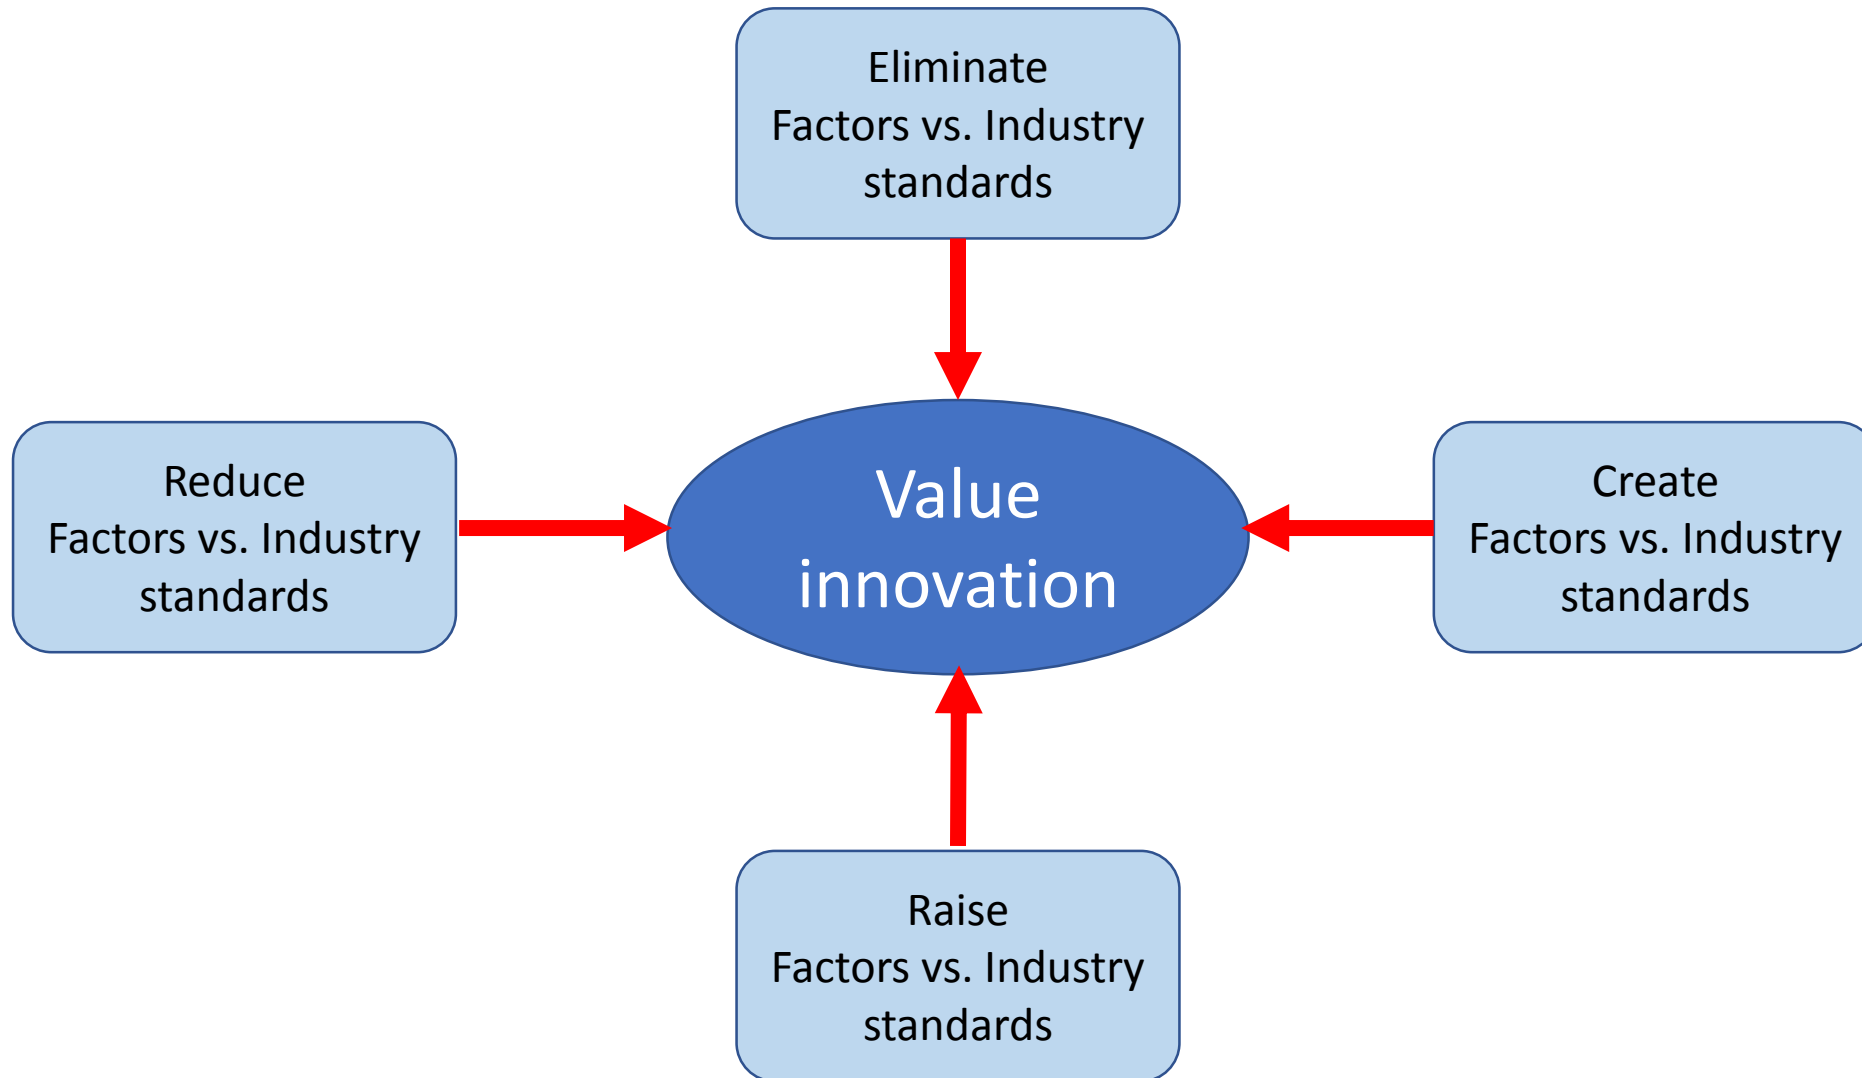 Eliminate
Factors vs. Industry
standards
Reduce
Factors vs. Industry
standards
Value
innovation
Create
Factors vs. Industry
standards
Raise
Factors vs. Industry
standards